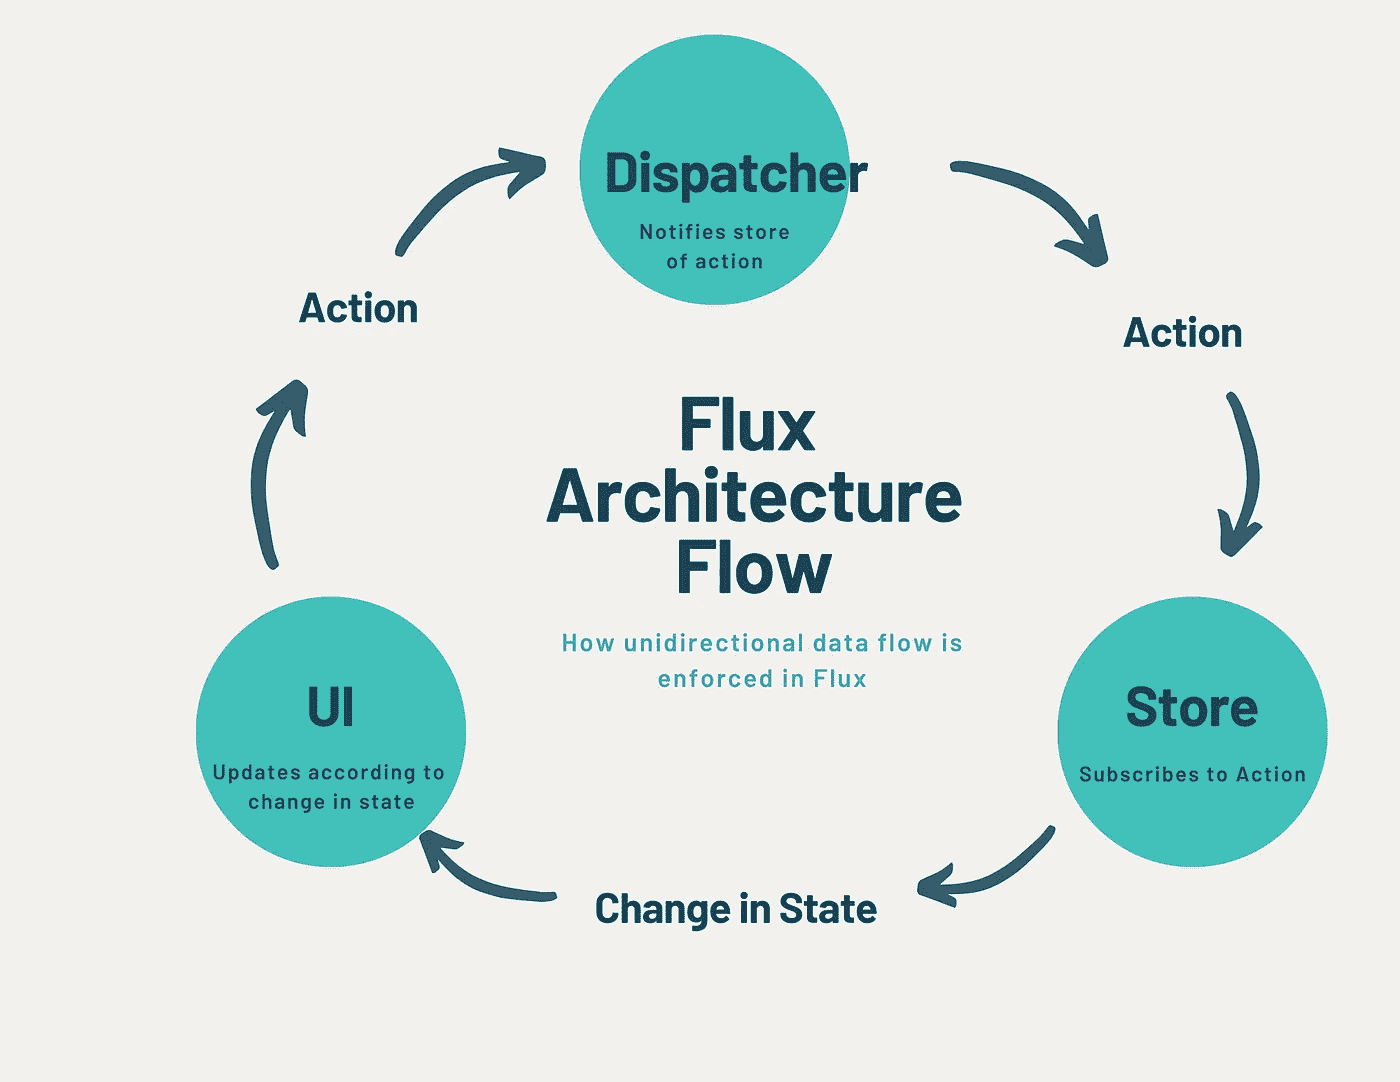 Dispatcher
Notifies store
of action
Action
Action
Flux
Architecture
Flow
How unidirectional data flow is
enforced in Flux
UI
Updates according to
change in state
Store
Subscribes to Action
Change in State